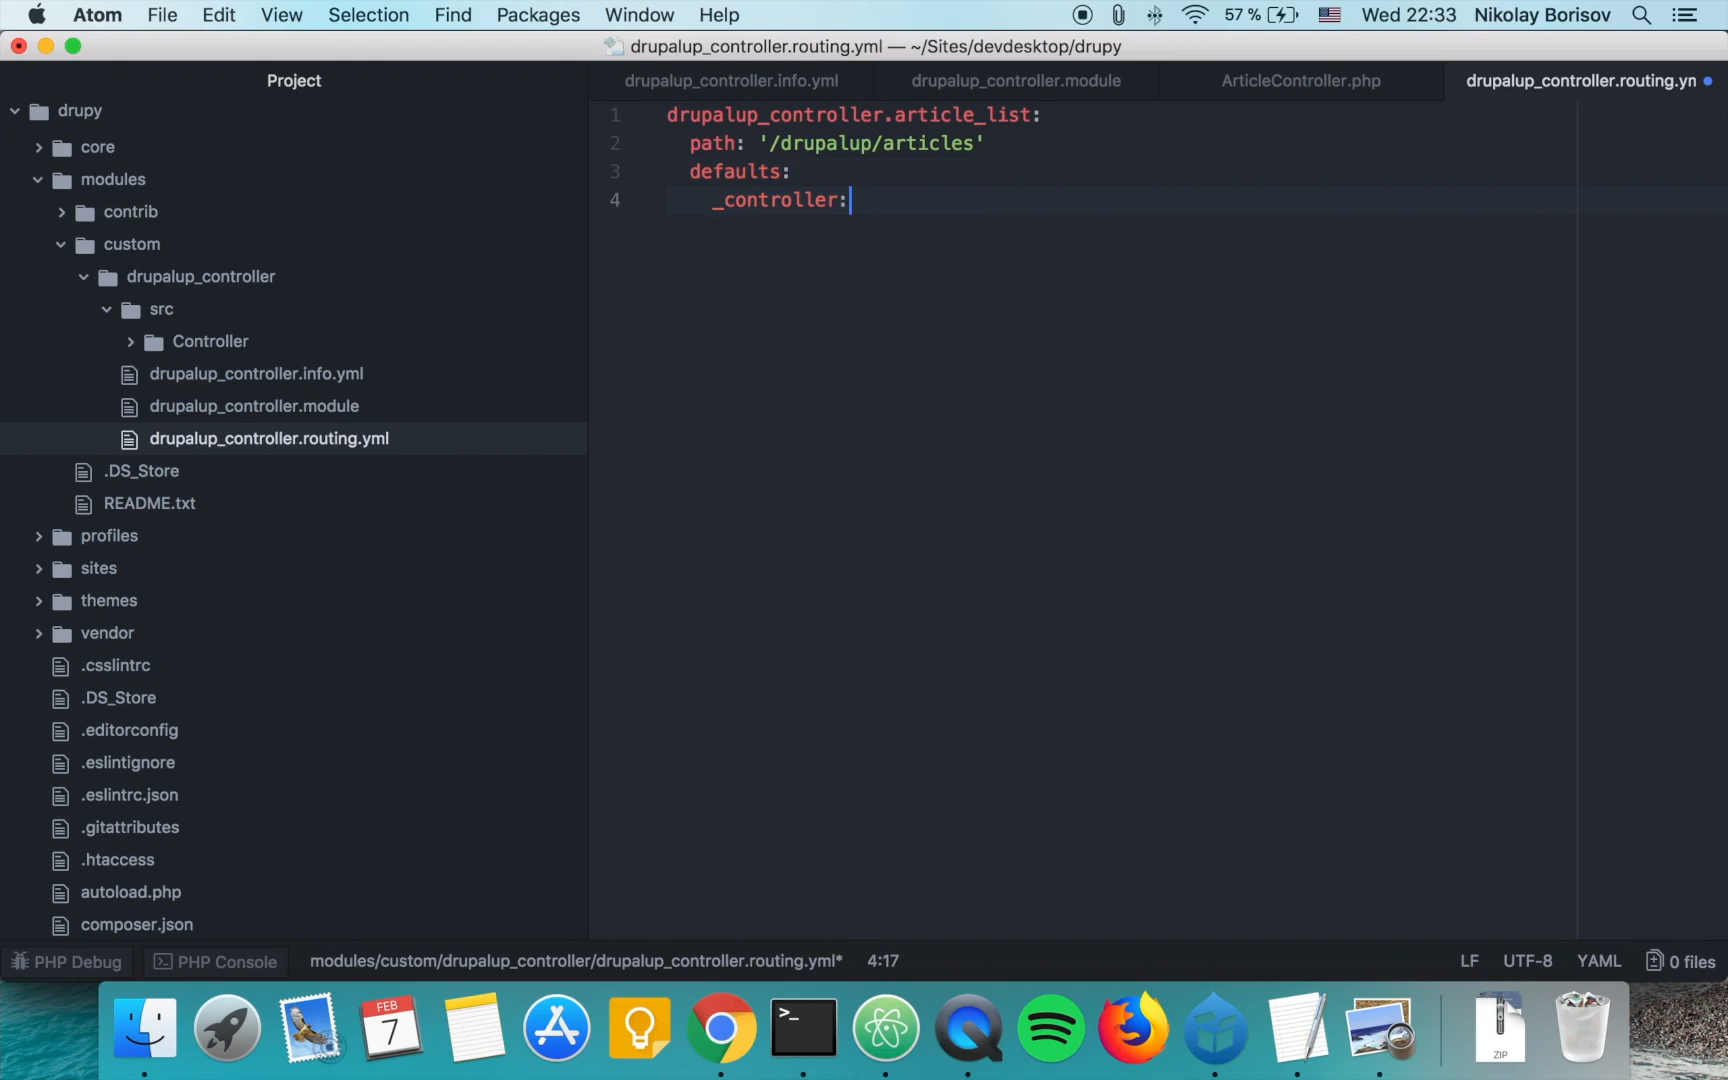 Atom File Edit View Selection Find Packages Window Help 57 % Wed 22:33 Nikolay Borisov
drupalup_controller.routing.yml — ~/Sites/devdesktop/drupy
Project
drupalup_controller.info.yml drupalup_controller.module ArticleController.php drupalup_controller.routing.yn
drupy
core
modules
contrib
custom
drupalup_controller
src
Controller
drupalup_controller.info.yml
drupalup_controller.module
drupalup_controller.routing.yml
.DS_Store
README.txt
profiles
sites
themes
vendor
.csslintrc
.DS_Store
.editorconfig
.eslintignore
.eslintrc.json
.gitattributes
.htaccess
autoload.php
composer.json
1 drupalup_controller.article_list:
2 path: '/drupalup/articles'
3 defaults:
4 _controller:
PHP Debug PHP Console modules/custom/drupalup_controller/drupalup_controller.routing.yml* 4:17 LF UTF-8 YAML 0 files
FEB
7
>_
ZIP